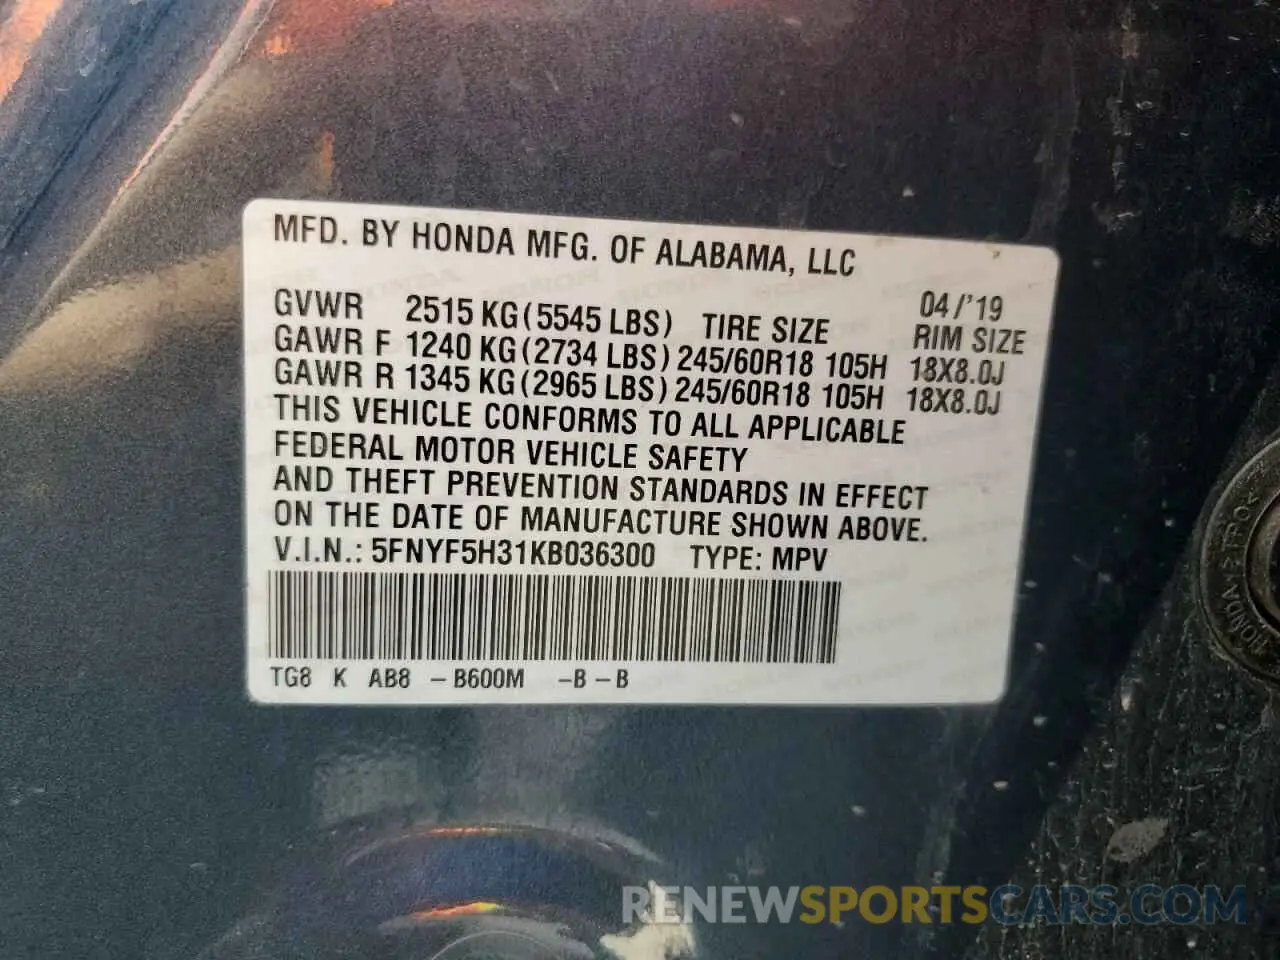 MFD. BY HONDA MFG. OF ALABAMA, LLC
04/'19
GVWR 2515 KG (5545 LBS) TIRE SIZE RIM SIZE
GAWR F 1240 KG (2734 LBS) 245/60R18 105H 18X8.0J
GAWR R 1345 KG (2965 LBS) 245/60R18 105H 18X8.0J
THIS VEHICLE CONFORMS TO ALL APPLICABLE
FEDERAL MOTOR VEHICLE SAFETY
AND THEFT PREVENTION STANDARDS IN EFFECT
ON THE DATE OF MANUFACTURE SHOWN ABOVE.
V.I.N.: 5FNYF5H31KB036300 TYPE: MPV
TG8 K AB8 – B600M –B – B
RENEWSPORTSCARS.COM